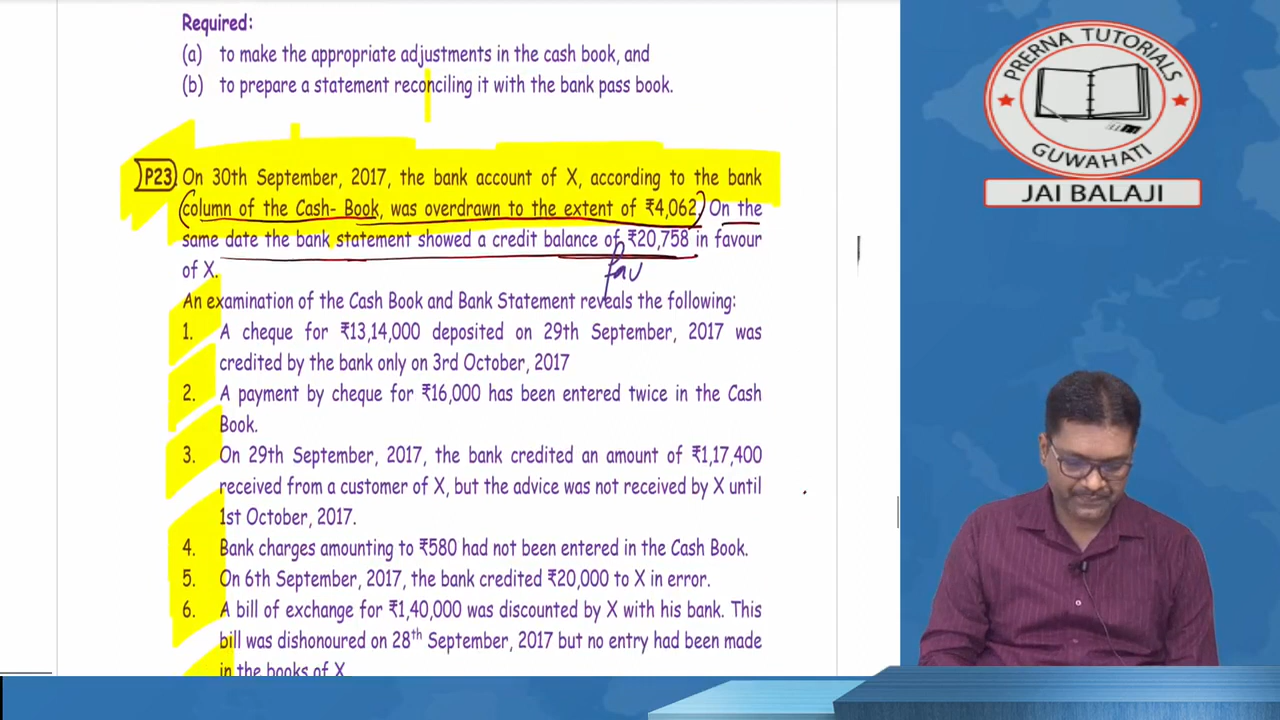 Required:
(a) to make the appropriate adjustments in the cash book, and
(b) to prepare a statement reconciling it with the bank pass book.
P23. On 30th September, 2017, the bank account of X, according to the bank
column of the Cash- Book, was overdrawn to the extent of ₹4,062. On the
same date the bank statement showed a credit balance of ₹20,758 in favour
of X.
fav
An examination of the Cash Book and Bank Statement reveals the following:
1. A cheque for ₹13,14,000 deposited on 29th September, 2017 was
credited by the bank only on 3rd October, 2017
2. A payment by cheque for ₹16,000 has been entered twice in the Cash
Book.
3. On 29th September, 2017, the bank credited an amount of ₹1,17,400
received from a customer of X, but the advice was not received by X until
1st October, 2017.
4. Bank charges amounting to ₹580 had not been entered in the Cash Book.
5. On 6th September, 2017, the bank credited ₹20,000 to X in error.
6. A bill of exchange for ₹1,40,000 was discounted by X with his bank. This
bill was dishonoured on 28th September, 2017 but no entry had been made
in the books of X.
PRERNA TUTORIALS
GUWAHATI
JAI BALAJI